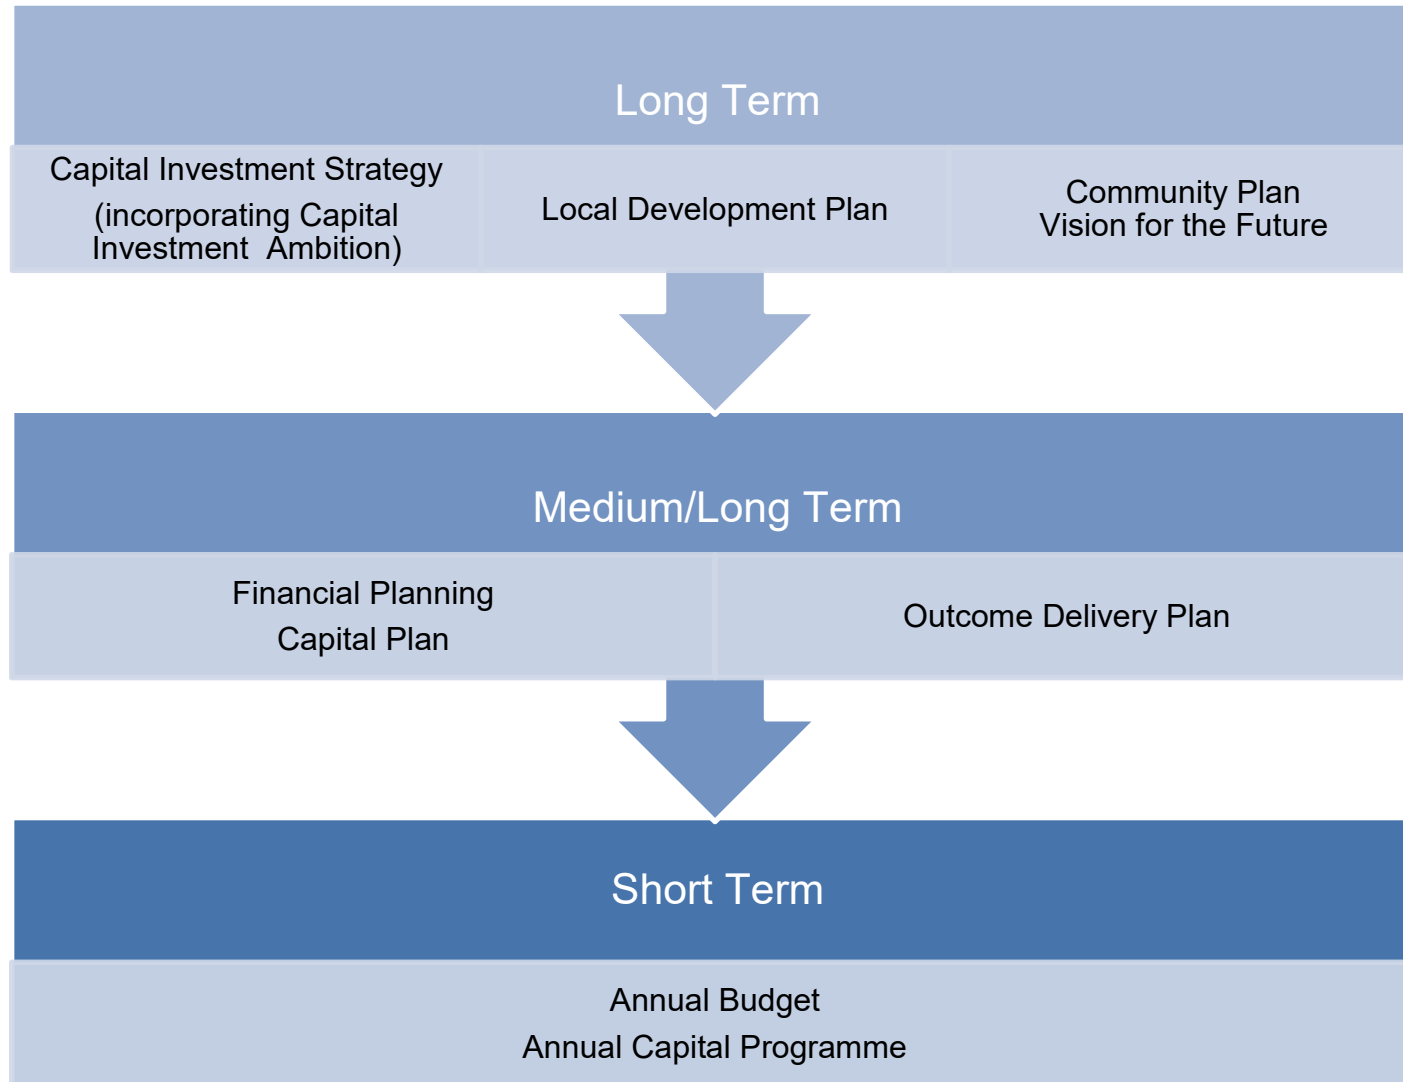 Long Term
Capital Investment Strategy
(incorporating Capital
Investment Ambition)
Local Development Plan
Community Plan
Vision for the Future
Medium/Long Term
Financial Planning
Capital Plan
Outcome Delivery Plan
Short Term
Annual Budget
Annual Capital Programme